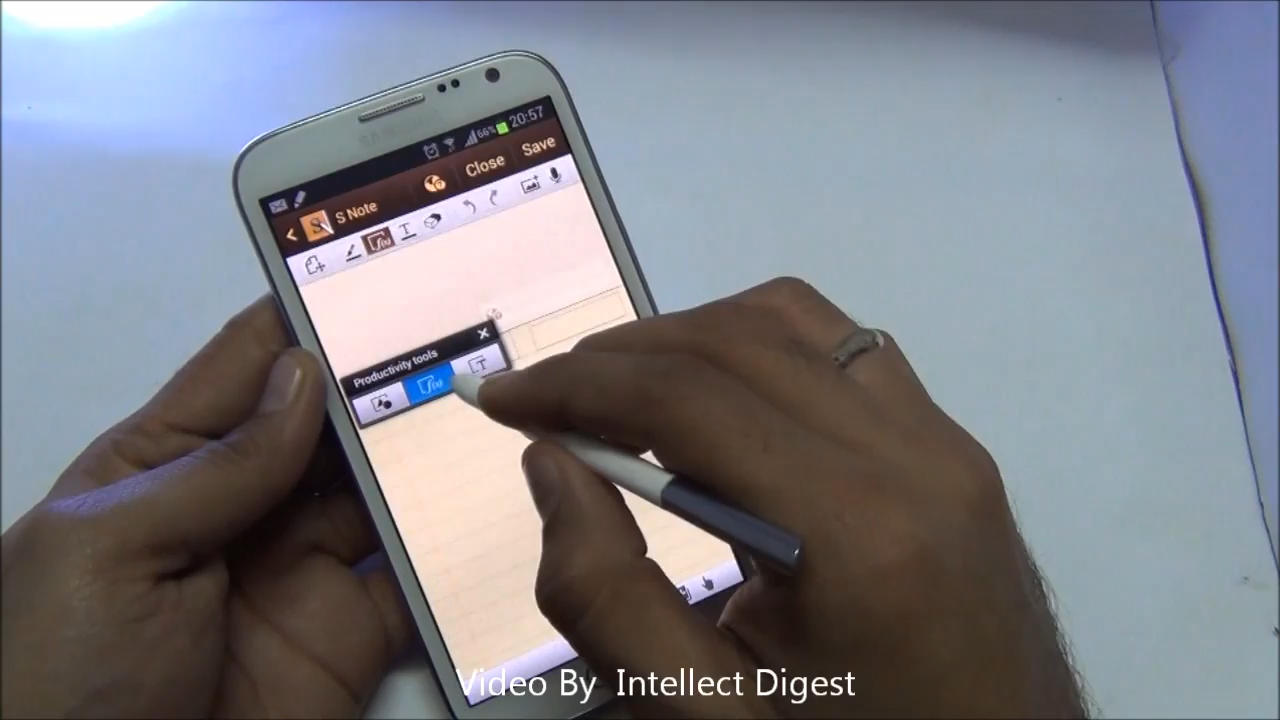 SAMSUNG
66% 20:57
S Note Close Save
f(x) T
Productivity tools
f(x) T
Video By Intellect Digest